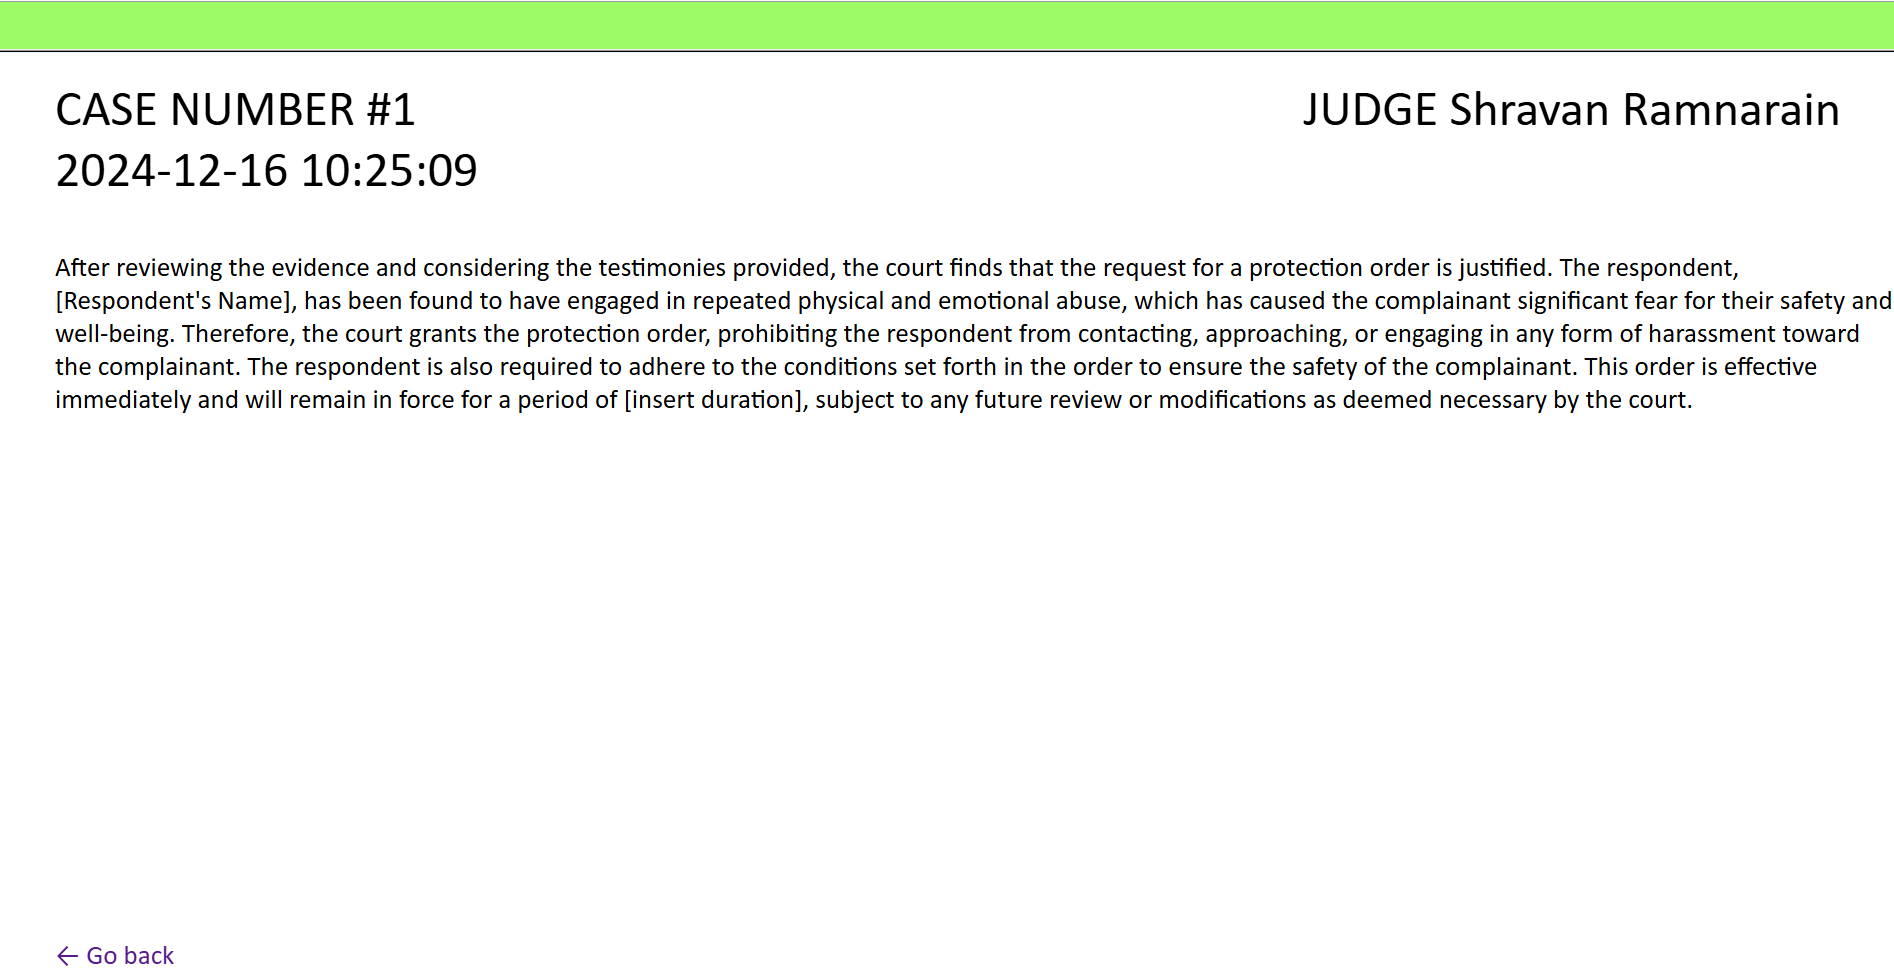 CASE NUMBER #1
JUDGE Shravan Ramnarain
2024-12-16 10:25:09
After reviewing the evidence and considering the testimonies provided, the court finds that the request for a protection order is justified. The respondent,
[Respondent's Name], has been found to have engaged in repeated physical and emotional abuse, which has caused the complainant significant fear for their safety and
well-being. Therefore, the court grants the protection order, prohibiting the respondent from contacting, approaching, or engaging in any form of harassment toward
the complainant. The respondent is also required to adhere to the conditions set forth in the order to ensure the safety of the complainant. This order is effective
immediately and will remain in force for a period of [insert duration], subject to any future review or modifications as deemed necessary by the court.
← Go back